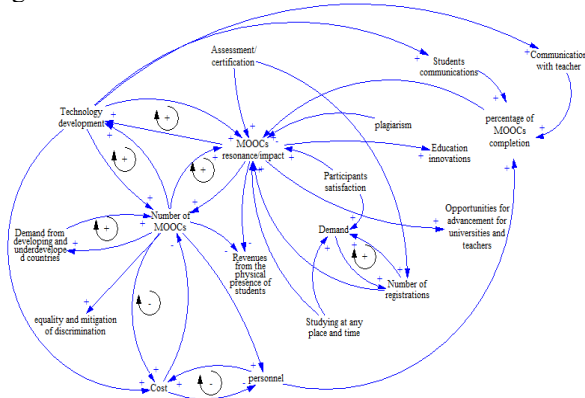 Assessment/
certification
Students
communications
Communication
with teacher
Technology
development
plagiarism
percentage of
MOOCs
completion
MOOCs
resonance/impact
Education
innovations
Participants
satisfaction
Opportunities for
advancement for
universities and
teachers
Number of
MOOCs
Demand from
developing and
underdevelope
d countries
Demand
Revenues
from the
physical
presence of
students
Number of
registrations
equality and mitigation
of discrimination
Studying at any
place and time
Cost
personnel